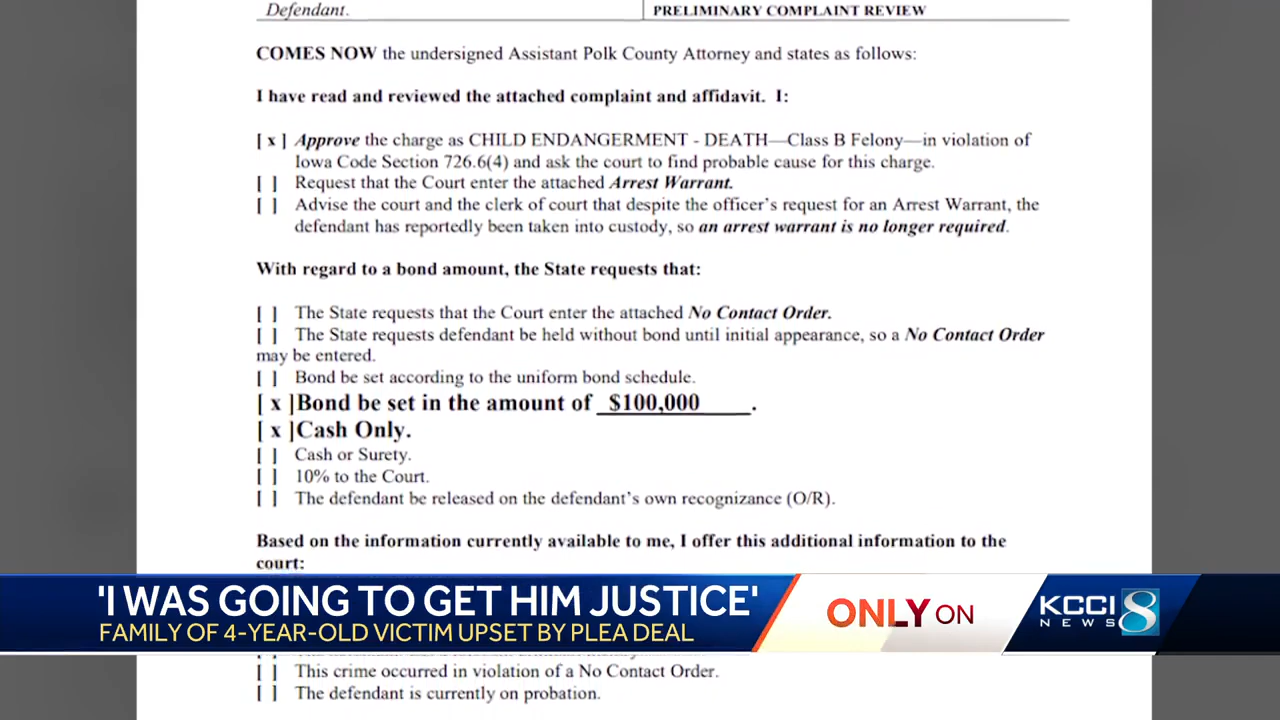 Defendant.
PRELIMINARY COMPLAINT REVIEW
COMES NOW the undersigned Assistant Polk County Attorney and states as follows:
I have read and reviewed the attached complaint and affidavit. I:
[ x ] Approve the charge as CHILD ENDANGERMENT - DEATH—Class B Felony—in violation of
Iowa Code Section 726.6(4) and ask the court to find probable cause for this charge.
[ ] Request that the Court enter the attached Arrest Warrant.
[ ] Advise the court and the clerk of court that despite the officer's request for an Arrest Warrant, the
defendant has reportedly been taken into custody, so an arrest warrant is no longer required.
With regard to a bond amount, the State requests that:
[ ] The State requests that the Court enter the attached No Contact Order.
[ ] The State requests defendant be held without bond until initial appearance, so a No Contact Order
may be entered.
[ ] Bond be set according to the uniform bond schedule.
[ x ]Bond be set in the amount of $100,000.
[ x ]Cash Only.
[ ] Cash or Surety.
[ ] 10% to the Court.
[ ] The defendant be released on the defendant's own recognizance (O/R).
Based on the information currently available to me, I offer this additional information to the
court:
'I WAS GOING TO GET HIM JUSTICE'
FAMILY OF 4-YEAR-OLD VICTIM UPSET BY PLEA DEAL
ONLY ON
KCCI 8
NEWS
[ ] This crime occurred in violation of a No Contact Order.
[ ] The defendant is currently on probation.